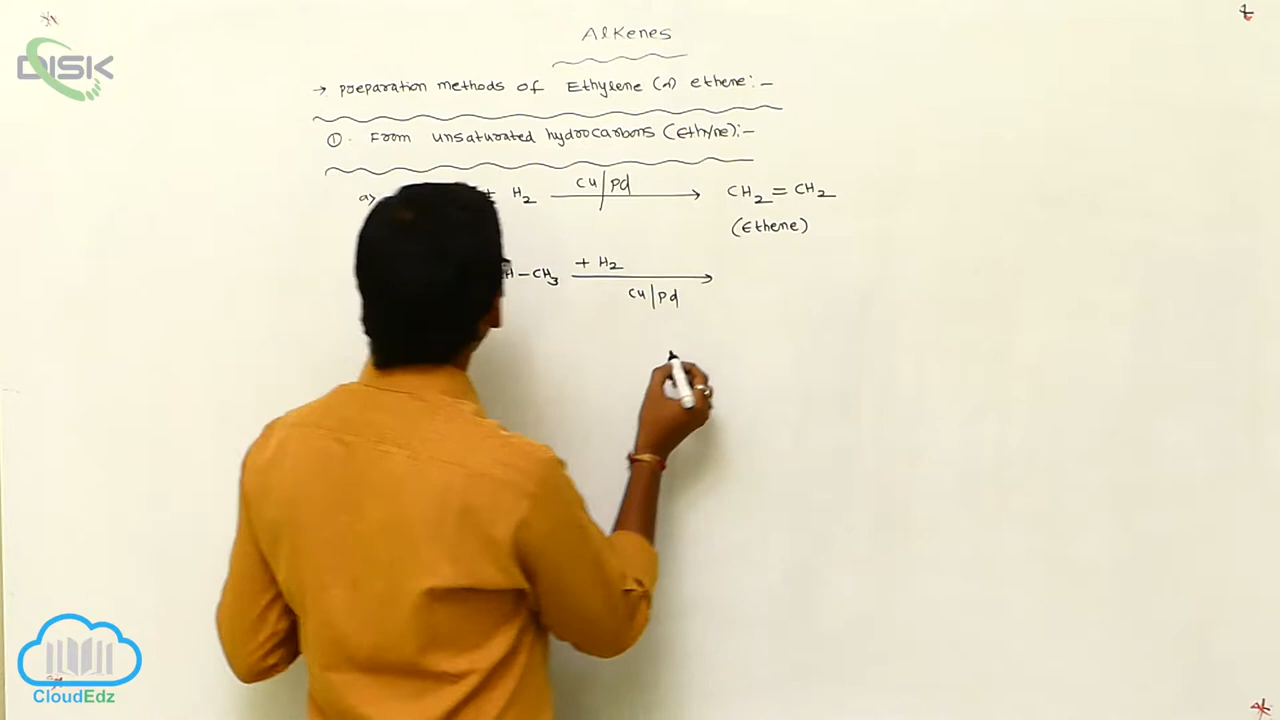 Alkenes
DISK
→ preparation methods of Ethylene (or) ethene:-
①. From unsaturated hydrocarbons (Ethyne):-
a) + H2 Cu/Pd → CH2=CH2
(Ethene)
H-CH3 + H2 →
Cu/Pd
CloudEdz